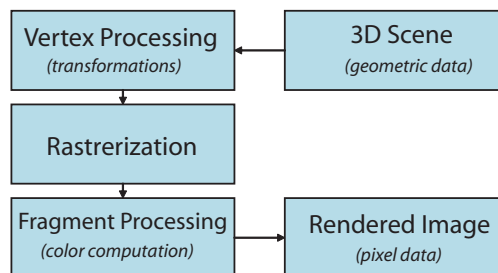 Vertex Processing
(transformations)
3D Scene
(geometric data)
Rastrerization
Fragment Processing
(color computation)
Rendered Image
(pixel data)